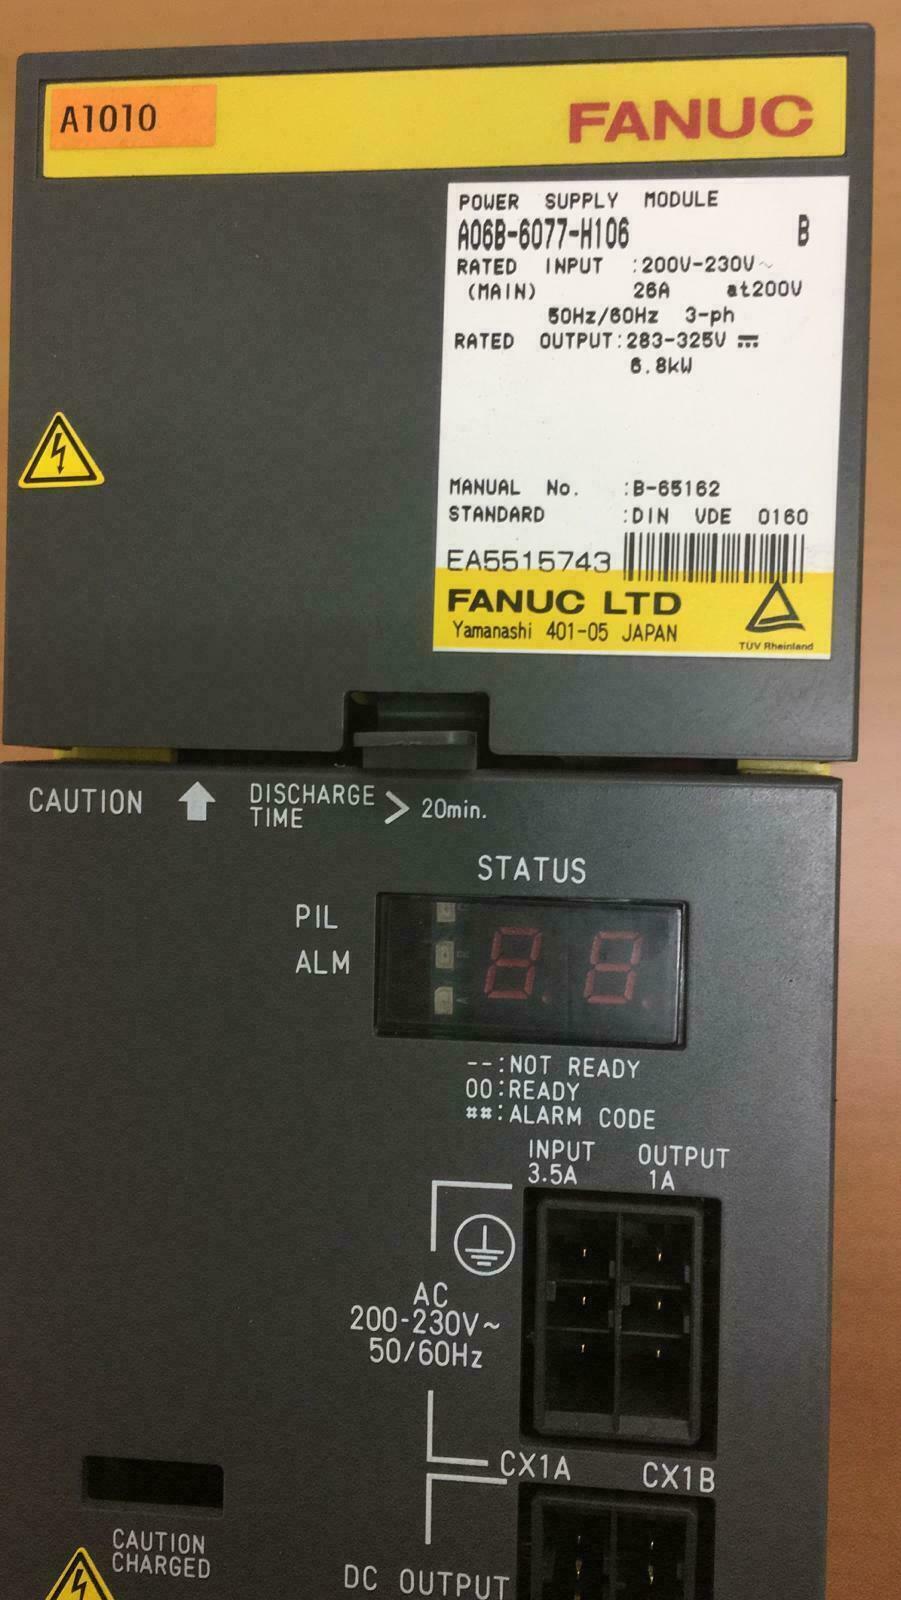 A1010
FANUC
POWER SUPPLY MODULE
A06B-6077-H106 B
RATED INPUT :200V-230V~
(MAIN) 26A at200V
50Hz/60Hz 3-ph
RATED OUTPUT:283-325V ⎓
6.8kW
MANUAL No. :B-65162
STANDARD :DIN VDE 0160
EA5515743
FANUC LTD
Yamanashi 401-05 JAPAN
TÜV Rheinland
CAUTION DISCHARGE TIME > 20min.
STATUS
PIL
ALM
8.8.
--:NOT READY
00:READY
##:ALARM CODE
INPUT OUTPUT
3.5A 1A
AC
200-230V~
50/60Hz
CX1A CX1B
CAUTION
CHARGED
DC OUTPUT